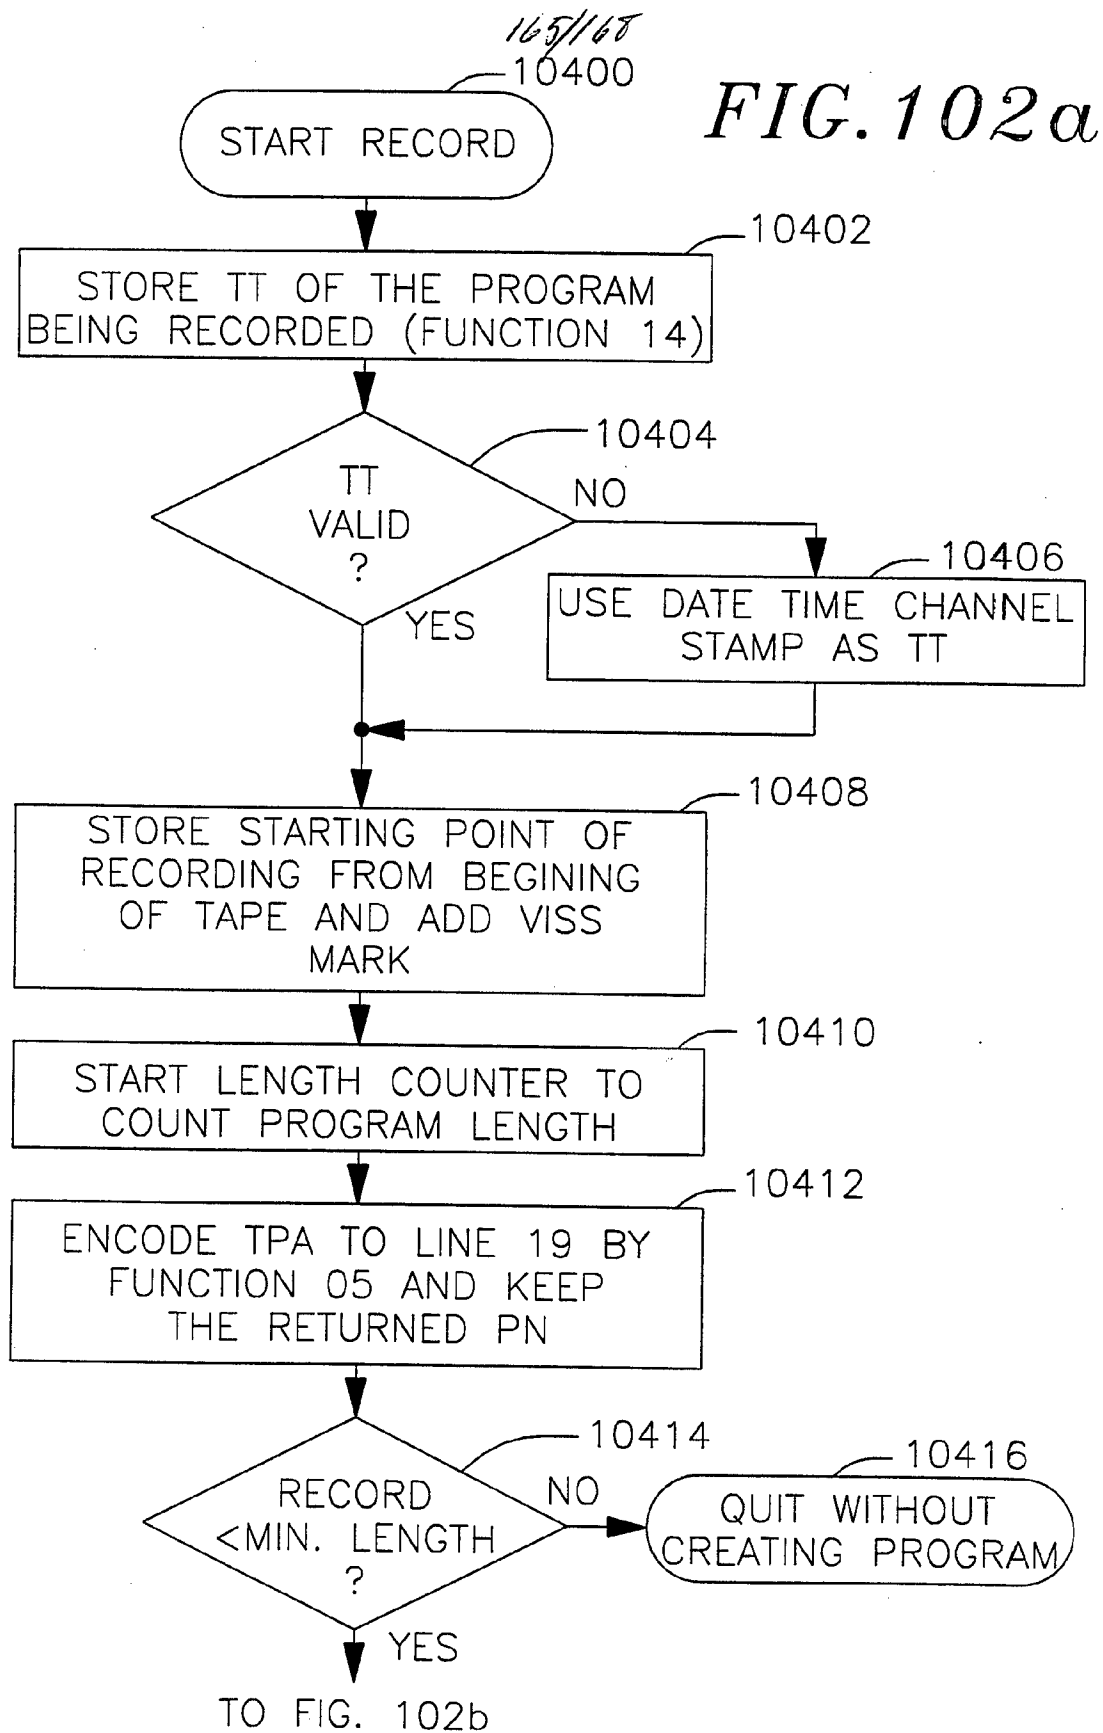 165/168
10400
FIG. 102a
START RECORD
10402
STORE TT OF THE PROGRAM
BEING RECORDED (FUNCTION 14)
10404
TT
VALID
?
NO
YES
10406
USE DATE TIME CHANNEL
STAMP AS TT
10408
STORE STARTING POINT OF
RECORDING FROM BEGINING
OF TAPE AND ADD VISS
MARK
10410
START LENGTH COUNTER TO
COUNT PROGRAM LENGTH
10412
ENCODE TPA TO LINE 19 BY
FUNCTION 05 AND KEEP
THE RETURNED PN
10414
RECORD
<MIN. LENGTH
?
NO
10416
QUIT WITHOUT
CREATING PROGRAM
YES
TO FIG. 102b